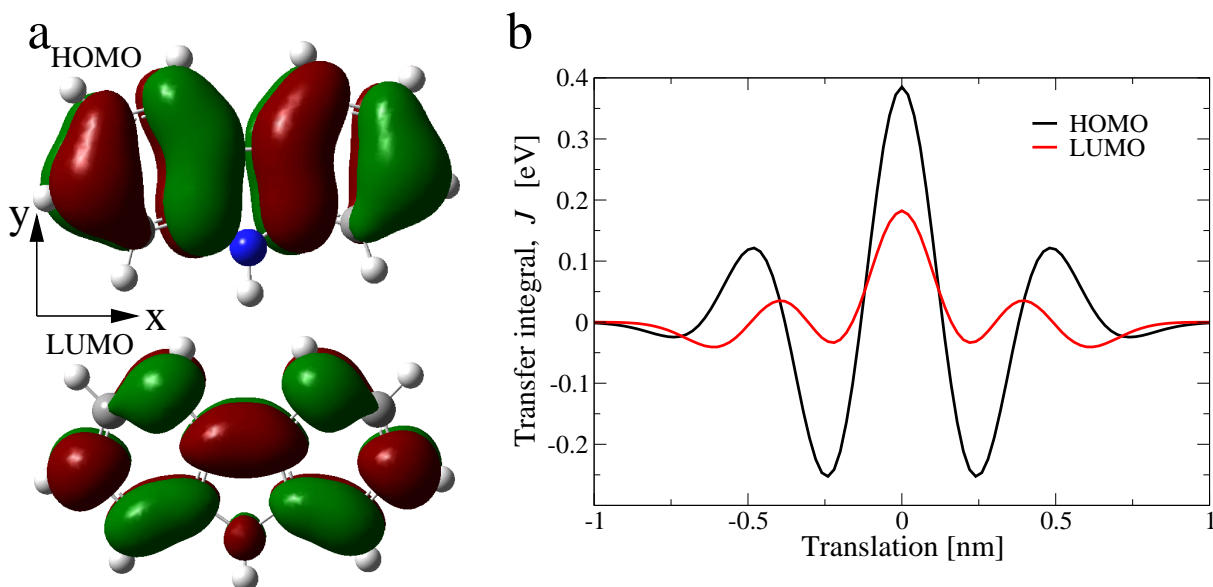 a
HOMO
y
x
LUMO
b
Transfer integral, J [eV]
0.4
0.3
0.2
0.1
0
-0.1
-0.2
HOMO
LUMO
-1
-0.5
0
0.5
1
Translation [nm]